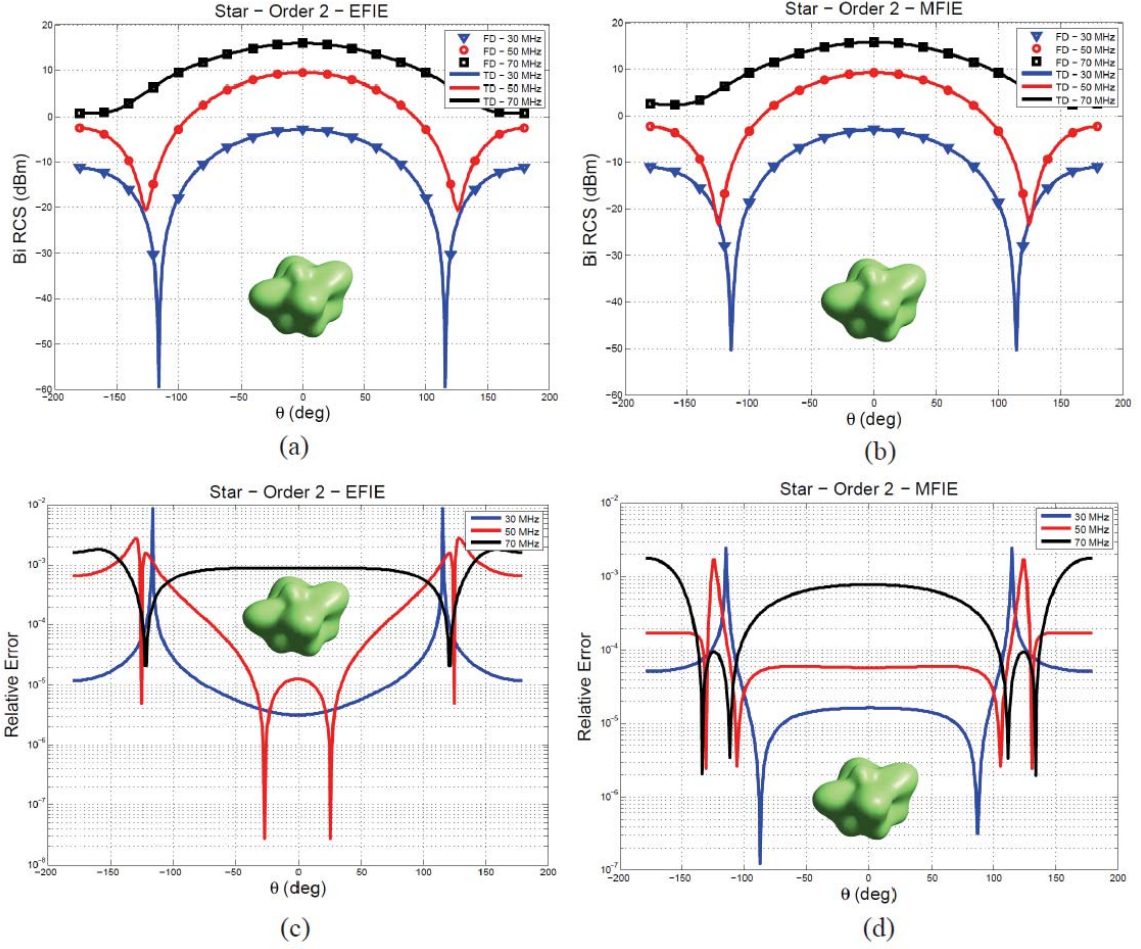 Star − Order 2 − EFIE
Bi RCS (dBm)
20
10
0
−10
−20
−30
−40
−50
−60
−200
−150
−100
−50
0
50
100
150
200
θ (deg)
FD − 30 MHz
FD − 50 MHz
FD − 70 MHz
TD − 30 MHz
TD − 50 MHz
TD − 70 MHz
(a)
Star − Order 2 − MFIE
Bi RCS (dBm)
20
10
0
−10
−20
−30
−40
−50
−60
−200
−150
−100
−50
0
50
100
150
200
θ (deg)
FD − 30 MHz
FD − 50 MHz
FD − 70 MHz
TD − 30 MHz
TD − 50 MHz
TD − 70 MHz
(b)
Star − Order 2 − EFIE
Relative Error
10−2
10−3
10−4
10−5
10−6
10−7
10−8
−200
−150
−100
−50
0
50
100
150
200
θ (deg)
30 MHz
50 MHz
70 MHz
(c)
Star − Order 2 − MFIE
Relative Error
10−2
10−3
10−4
10−5
10−6
10−7
−200
−150
−100
−50
0
50
100
150
200
θ (deg)
30 MHz
50 MHz
70 MHz
(d)